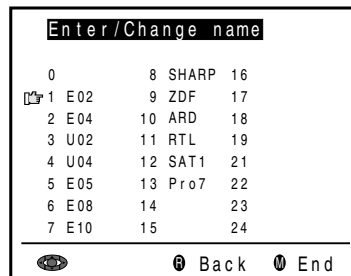 Enter/Change name
0 8 SHARP 16
1 E02 9 ZDF 17
2 E04 10 ARD 18
3 U02 11 RTL 19
4 U04 12 SAT1 21
5 E05 13 Pro7 22
6 E08 14 23
7 E10 15 24
R Back M End